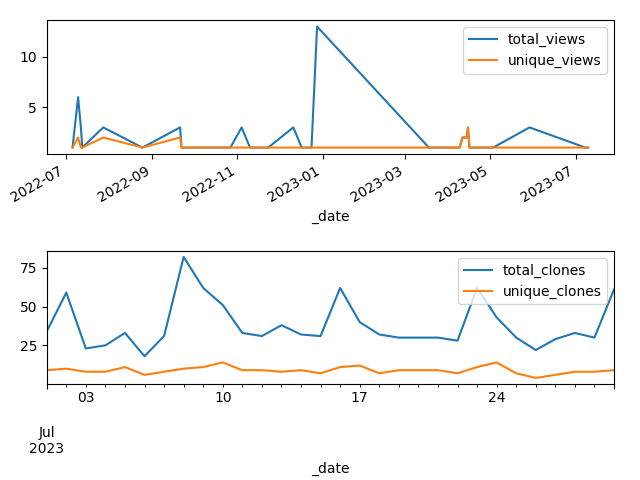 total_views
unique_views
10
5
2022-07
2022-09
2022-11
2023-01
2023-03
2023-05
2023-07
_date
total_clones
unique_clones
75
50
25
03
10
17
24
Jul
2023
_date